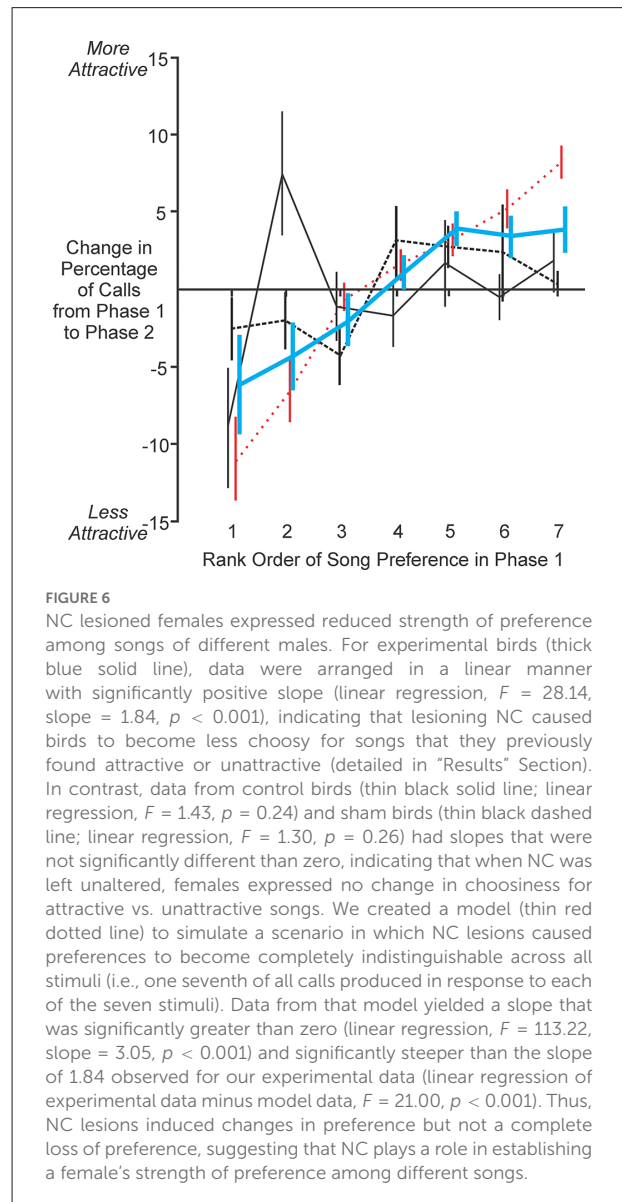 More
Attractive
15
10
5
Change in
Percentage
of Calls
from Phase 1
to Phase 2
-5
-10
Less
Attractive
-15
1 2 3 4 5 6 7
Rank Order of Song Preference in Phase 1
FIGURE 6
NC lesioned females expressed reduced strength of preference
among songs of different males. For experimental birds (thick
blue solid line), data were arranged in a linear manner
with significantly positive slope (linear regression, F = 28.14,
slope = 1.84, p < 0.001), indicating that lesioning NC caused
birds to become less choosy for songs that they previously
found attractive or unattractive (detailed in “Results” Section).
In contrast, data from control birds (thin black solid line; linear
regression, F = 1.43, p = 0.24) and sham birds (thin black dashed
line; linear regression, F = 1.30, p = 0.26) had slopes that were
not significantly different than zero, indicating that when NC was
left unaltered, females expressed no change in choosiness for
attractive vs. unattractive songs. We created a model (thin red
dotted line) to simulate a scenario in which NC lesions caused
preferences to become completely indistinguishable across all
stimuli (i.e., one seventh of all calls produced in response to each
of the seven stimuli). Data from that model yielded a slope that
was significantly greater than zero (linear regression, F = 113.22,
slope = 3.05, p < 0.001) and significantly steeper than the slope
of 1.84 observed for our experimental data (linear regression of
experimental data minus model data, F = 21.00, p < 0.001). Thus,
NC lesions induced changes in preference but not a complete
loss of preference, suggesting that NC plays a role in establishing
a female’s strength of preference among different songs.